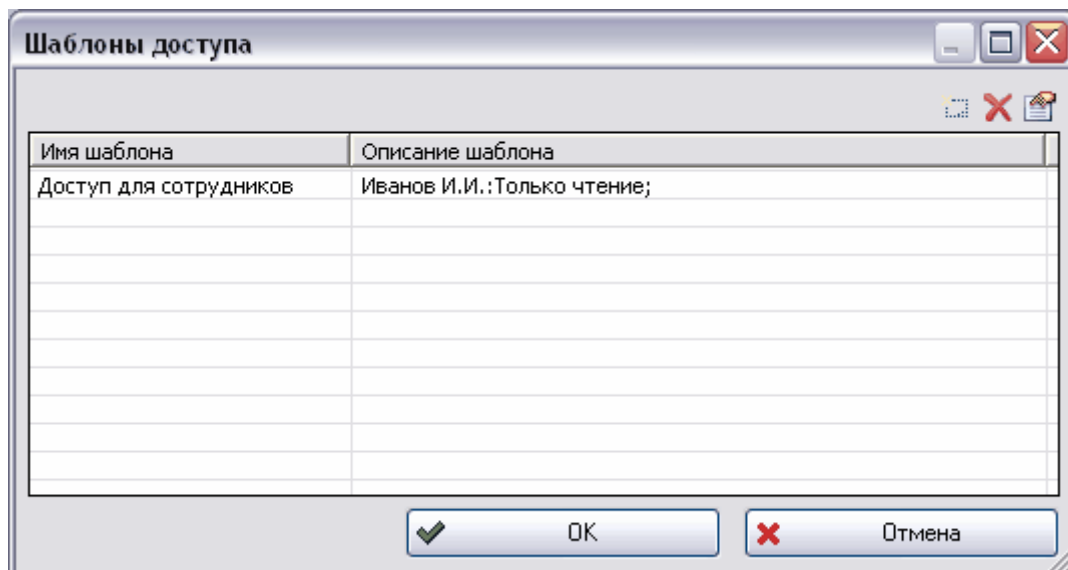 Шаблоны доступа
Имя шаблона Описание шаблона
Доступ для сотрудников Иванов И.И.:Только чтение;
OK Отмена